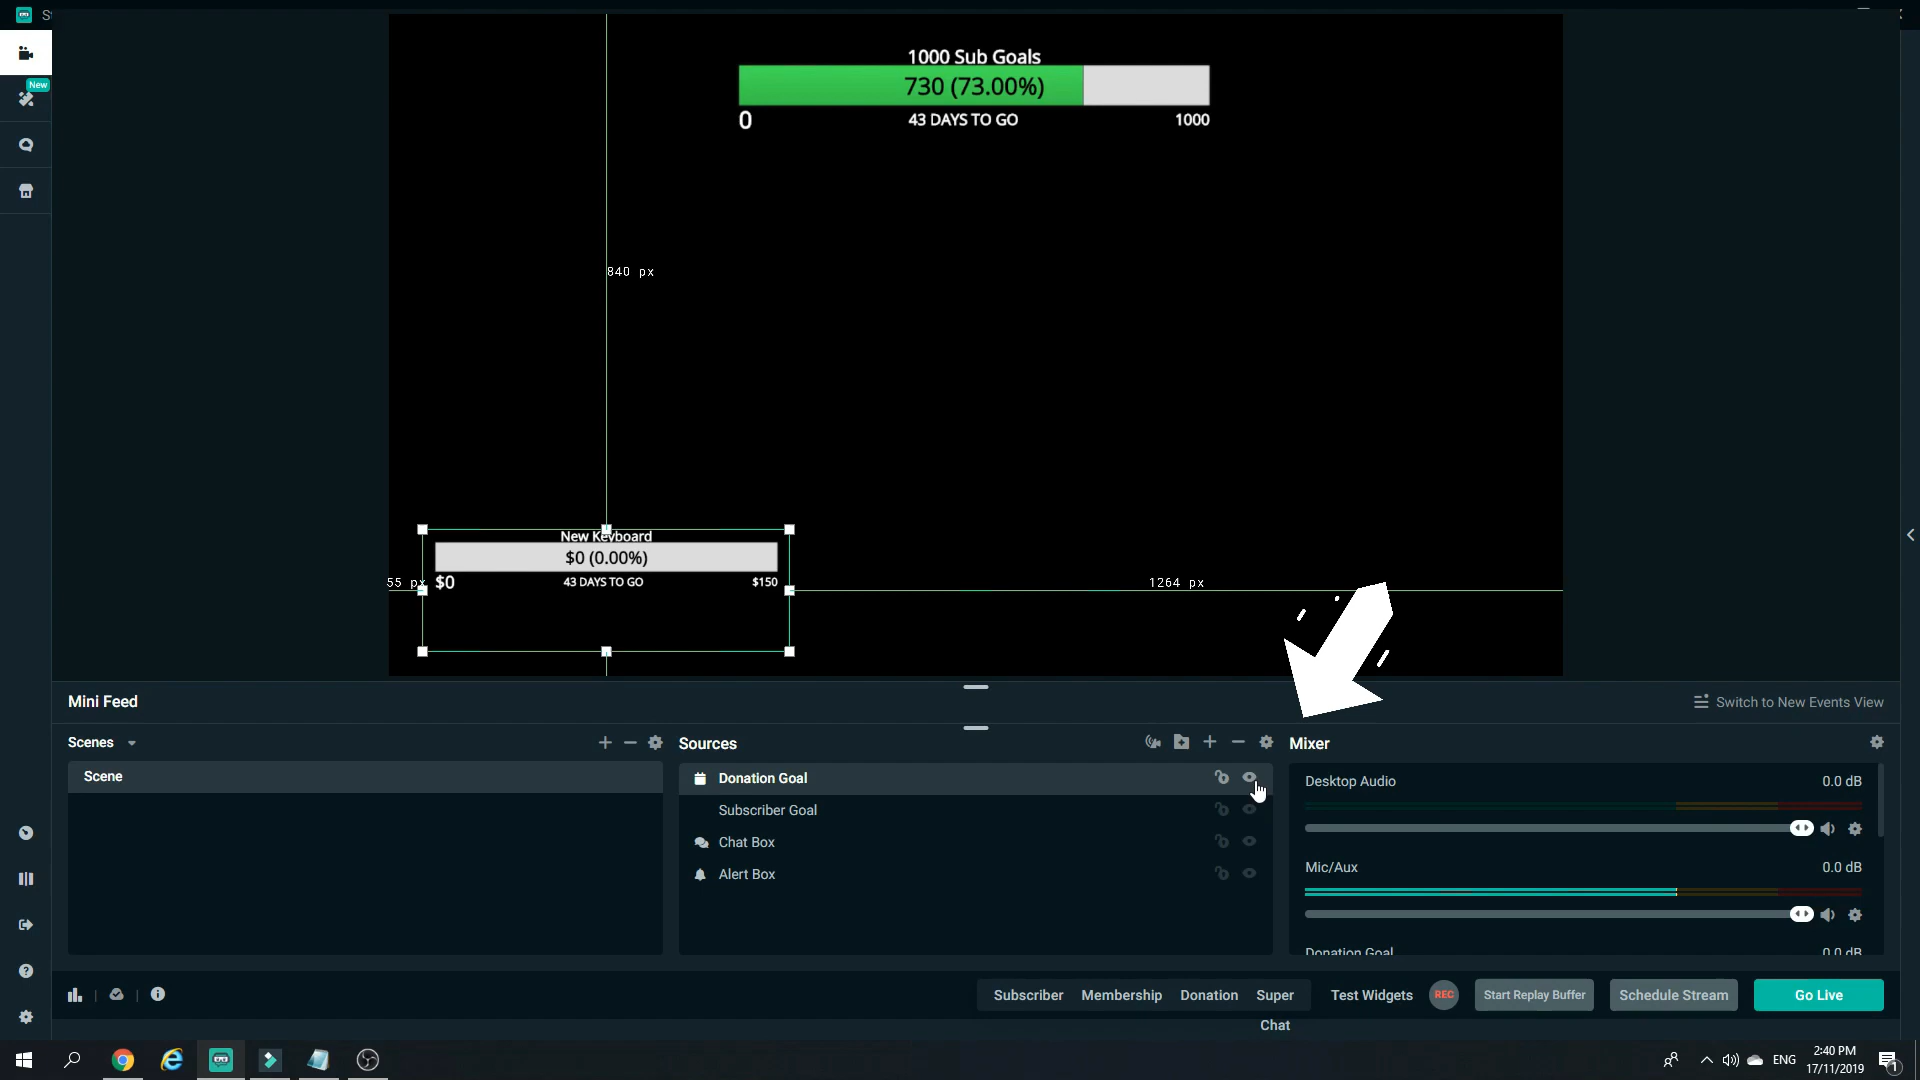 St
New
1000 Sub Goals
730 (73.00%)
0
43 DAYS TO GO
1000
840 px
New Keyboard
$0 (0.00%)
55 px
$0
43 DAYS TO GO
$150
1264 px
Mini Feed
Switch to New Events View
Scenes
Sources
Mixer
Scene
Donation Goal
Subscriber Goal
Chat Box
Alert Box
Desktop Audio
0.0 dB
Mic/Aux
0.0 dB
Donation Goal
0.0 dB
Subscriber
Membership
Donation
Super
Chat
Test Widgets
REC
Start Replay Buffer
Schedule Stream
Go Live
ENG
2:40 PM
17/11/2019
1